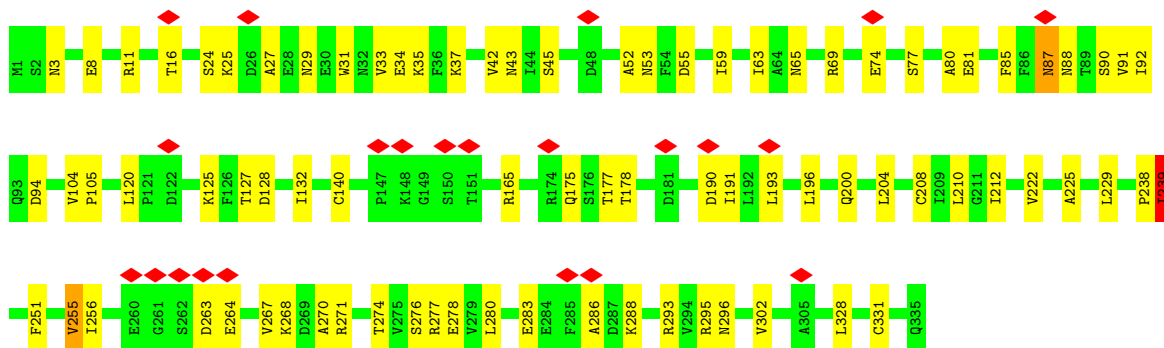 M1 S2 N3 E8 R11 T16 S24 K25 D26 A27 E28 N29 E30 W31 N32 V33 E34 K35 F36 K37 V42 N43 I44 S45 D48 A52 N53 F54 D55 I59 I63 A64 N65 R69 E74 S77 A80 E81 F85 F86 N87 N88 T89 S90 V91 I92
Q93 D94 V104 P105 L120 P121 D122 K125 F126 T127 D128 I132 C140 P147 K148 G149 S150 T151 R165 R174 Q175 S176 T177 T178 D181 D190 I191 L192 L193 L196 Q200 L204 C208 I209 L210 G211 I212 V222 A225 L229 P238 I239
F251 V255 I256 E260 G261 S262 D263 E264 V267 K268 D269 A270 R271 T274 V275 S276 R277 E278 V279 L280 E283 E284 F285 A286 D287 K288 R293 V294 R295 N296 V302 A305 L328 C331 Q335